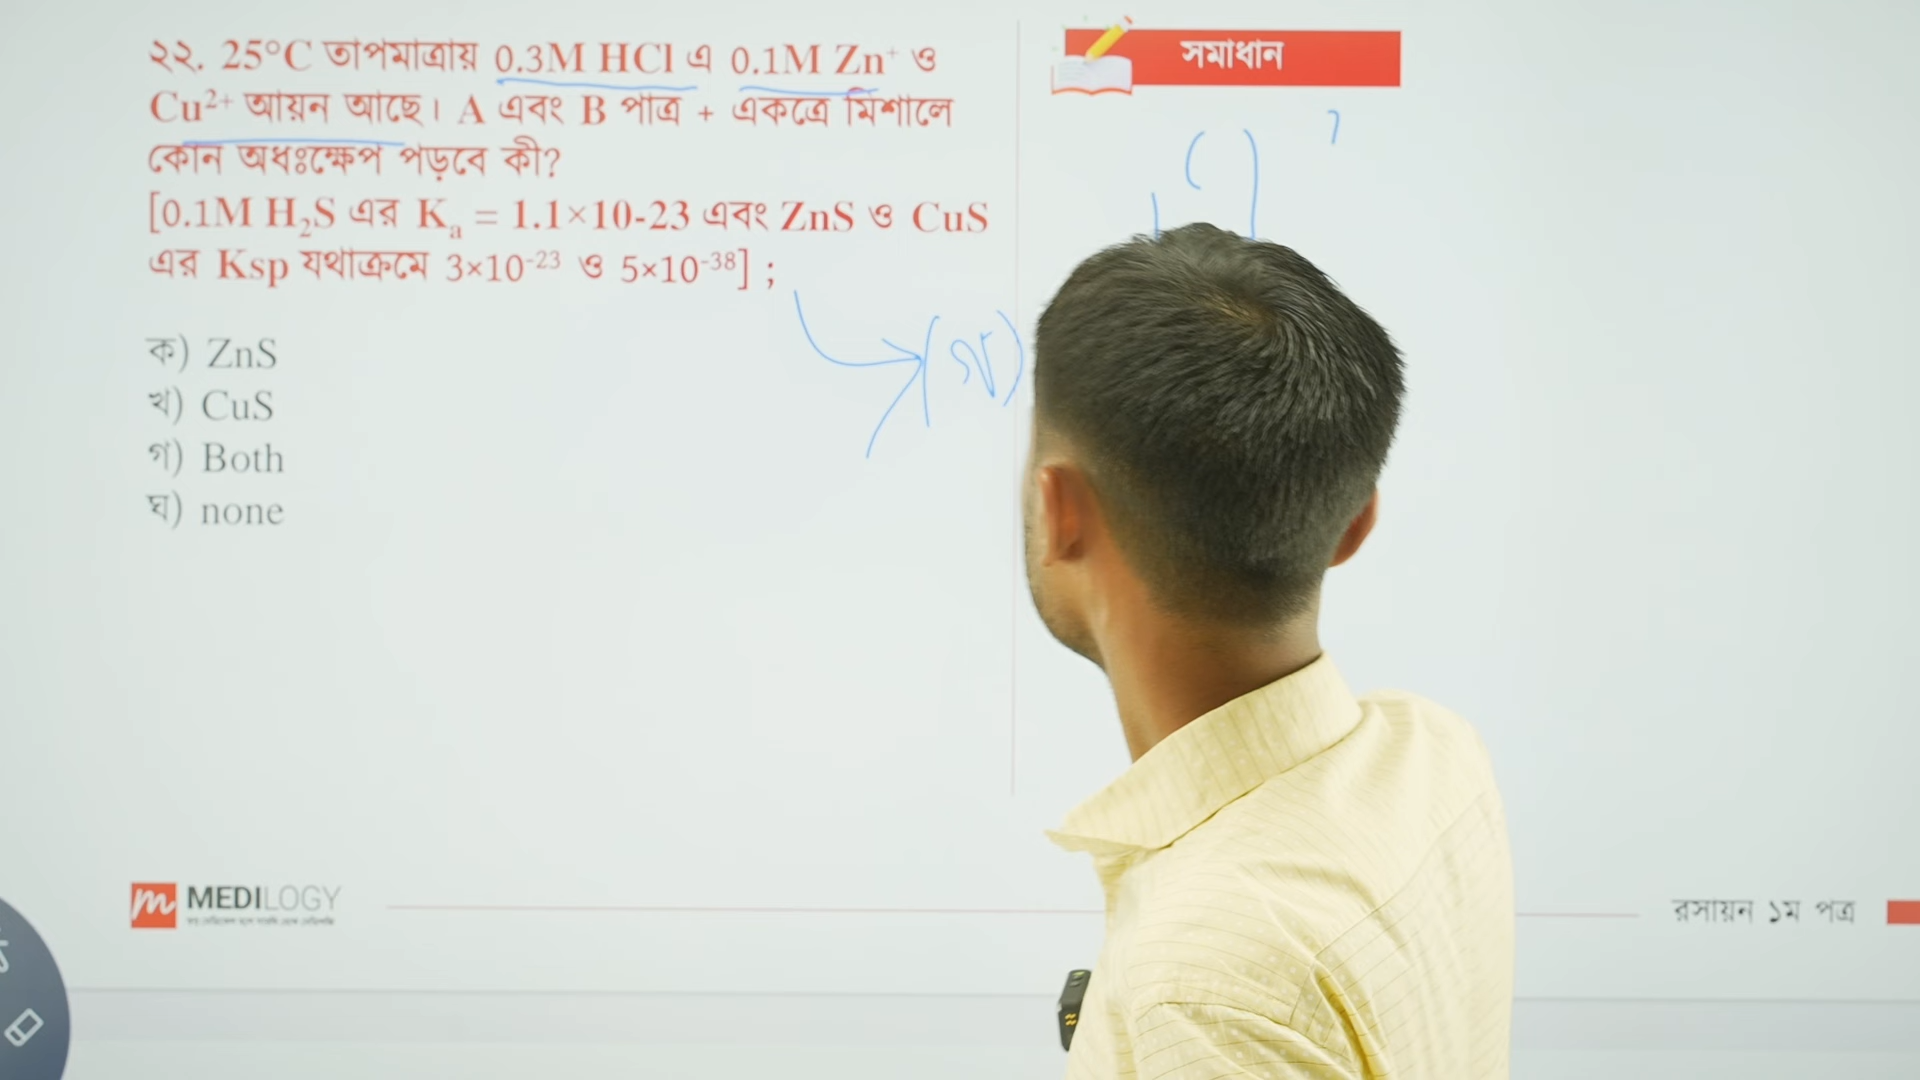 ২২. 25°C তাপমাত্রায় 0.3M HCl এ 0.1M Zn⁺ ও
Cu²⁺ আয়ন আছে। A এবং B পাত্র + একত্রে মিশালে
কোন অধঃক্ষেপ পড়বে কী?
[0.1M H₂S এর Kₐ = 1.1×10-23 এবং ZnS ও CuS
এর Ksp যথাক্রমে 3×10⁻²³ ও 5×10⁻³⁸] ;
ক) ZnS
খ) CuS
গ) Both
ঘ) none
সমাধান
MEDILOGY
রসায়ন ১ম পত্র